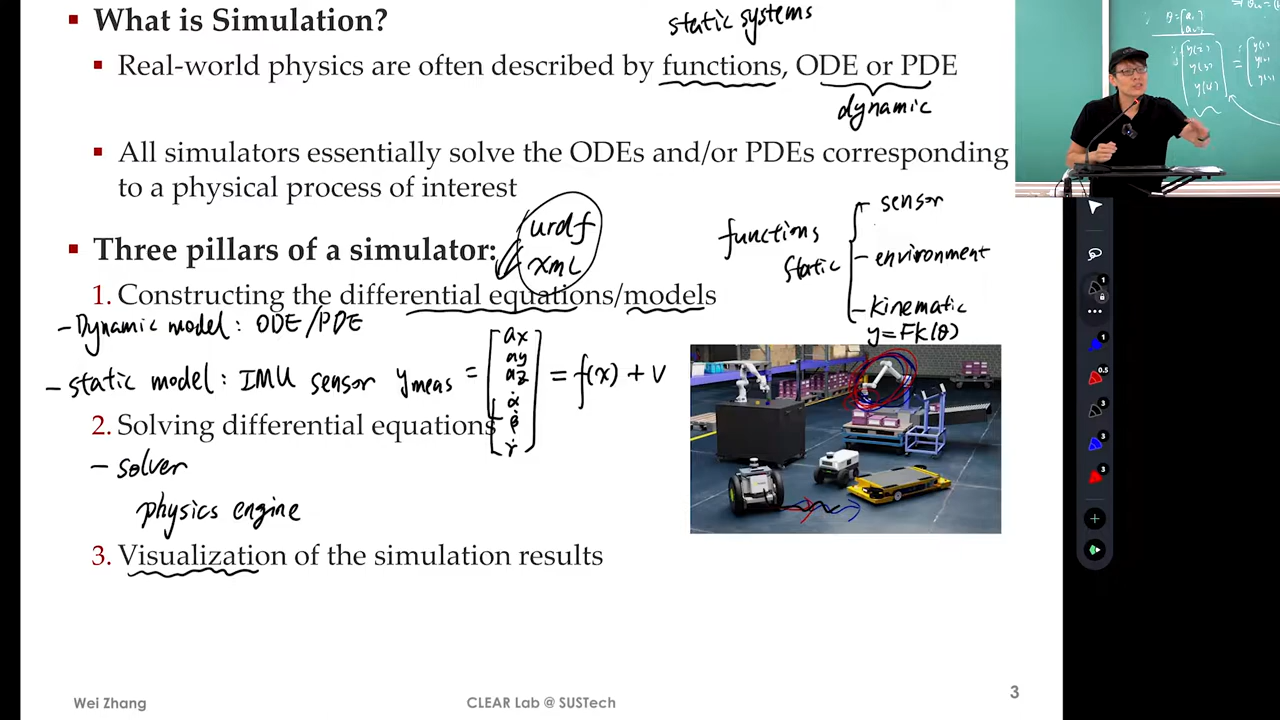 ▪ What is Simulation?
static systems
▪ Real-world physics are often described by functions, ODE or PDE
dynamic
▪ All simulators essentially solve the ODEs and/or PDEs corresponding
to a physical process of interest
urdf
xml
functions
static
- sensor
- environment
- Kinematic
y = FK(θ)
▪ Three pillars of a simulator:
1. Constructing the differential equations/models
- Dynamic model: ODE/PDE
- static model: IMU sensor ymeas = [ax ay az α̇ β̇ γ̇] = f(x) + v
2. Solving differential equations
- solver
physics engine
3. Visualization of the simulation results
Wei Zhang
CLEAR Lab @ SUSTech
3
y(2)
y(3)
y(4)